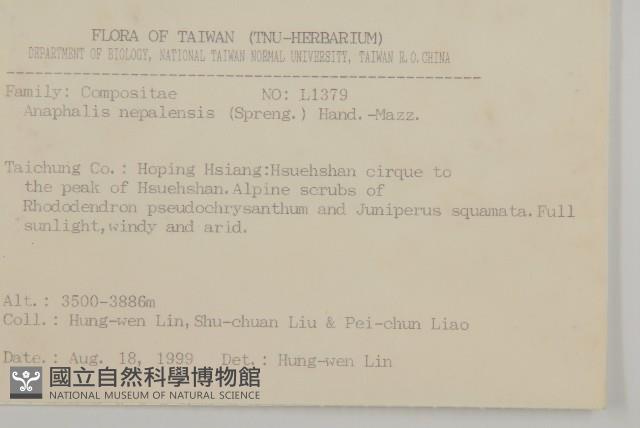 FLORA OF TAIWAN (TNU-HERBARIUM)
DEPARTMENT OF BIOLOGY, NATIONAL TAIWAN NORMAL UNIVERSITY, TAIWAN R.O.CHINA
Family: Compositae NO: L1379
Anaphalis nepalensis (Spreng.) Hand.-Mazz.
Taichung Co.: Hoping Hsiang:Hsuehshan cirque to
the peak of Hsuehshan. Alpine scrubs of
Rhododendron pseudochrysanthum and Juniperus squamata. Full
sunlight, windy and arid.
Alt.: 3500-3886m
Coll.: Hung-wen Lin, Shu-chuan Liu & Pei-chun Liao
Date.: Aug. 18, 1999 Det.: Hung-wen Lin
國立自然科學博物館
NATIONAL MUSEUM OF NATURAL SCIENCE